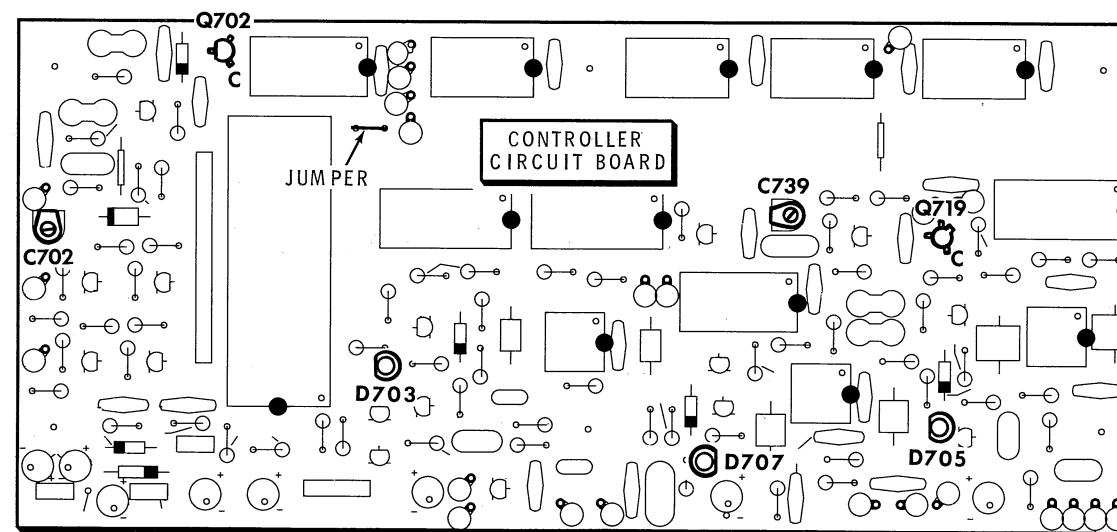 Q702
C
CONTROLLER
CIRCUIT BOARD
JUMPER
C739
Q719
C
C702
D703
D707
D705